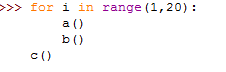 >>> for i in range(1,20):
        a()
        b()
    c()